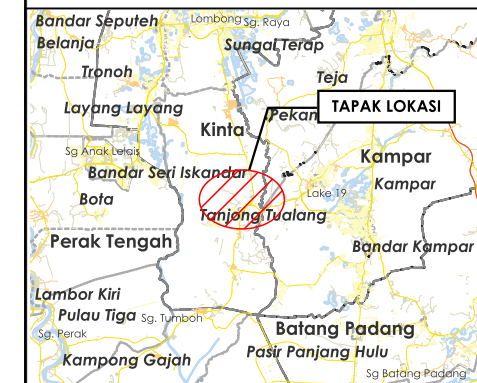 Bandar Seputeh
Lombong
Sg. Raya
Belanja
Sungai Terap
Tronoh
Teja
Layang Layang
Pekan
TAPAK LOKASI
Kinta
Sg Anak Lelais
Kampar
Bandar Seri Iskandar
Kampar
Bota
Lake 19
Tanjong Tualang
Perak Tengah
Bandar Kampar
Lambor Kiri
Pulau Tiga
Sg. Tumboh
Sg. Perak
Batang Padang
Kampong Gajah
Pasir Panjang Hulu
Sg Batang Padang